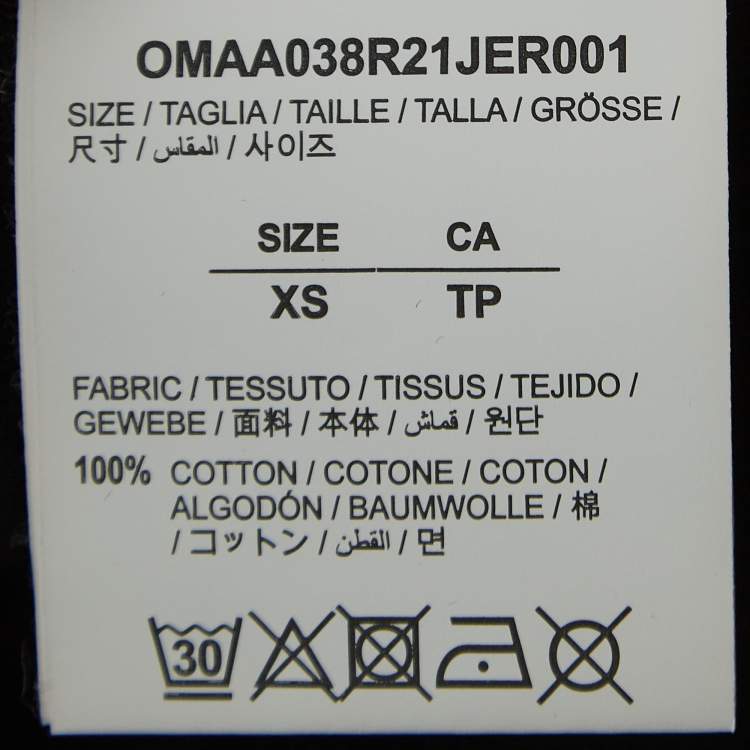 OMAA038R21JER001
SIZE / TAGLIA / TAILLE / TALLA / GRÖSSE /
尺寸 / المقاس / 사이즈
SIZE CA
XS TP
FABRIC / TESSUTO / TISSUS / TEJIDO /
GEWEBE / 面料 / 本体 / قماش / 원단
100% COTTON / COTONE / COTON /
ALGODÓN / BAUMWOLLE / 棉
/ コットン / القطن / 면
30